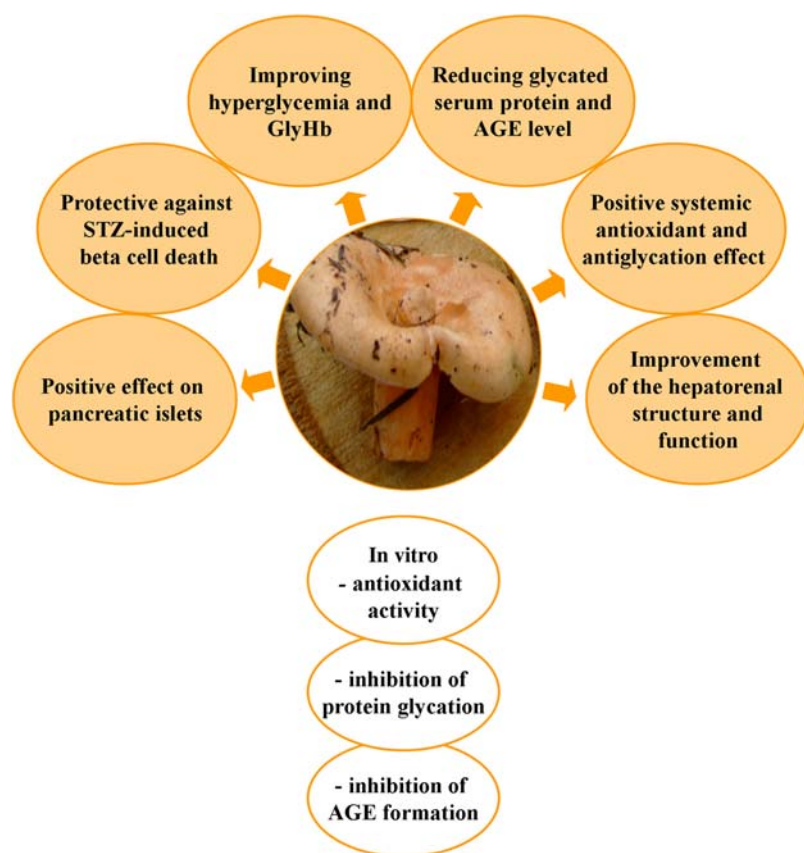 Improving
hyperglycemia and
GlyHb
Reducing glycated
serum protein and
AGE level
Protective against
STZ-induced
beta cell death
Positive systemic
antioxidant and
antiglycation effect
Positive effect on
pancreatic islets
Improvement
of the hepatorenal
structure and
function
In vitro
- antioxidant
activity
- inhibition of
protein glycation
- inhibition of
AGE formation